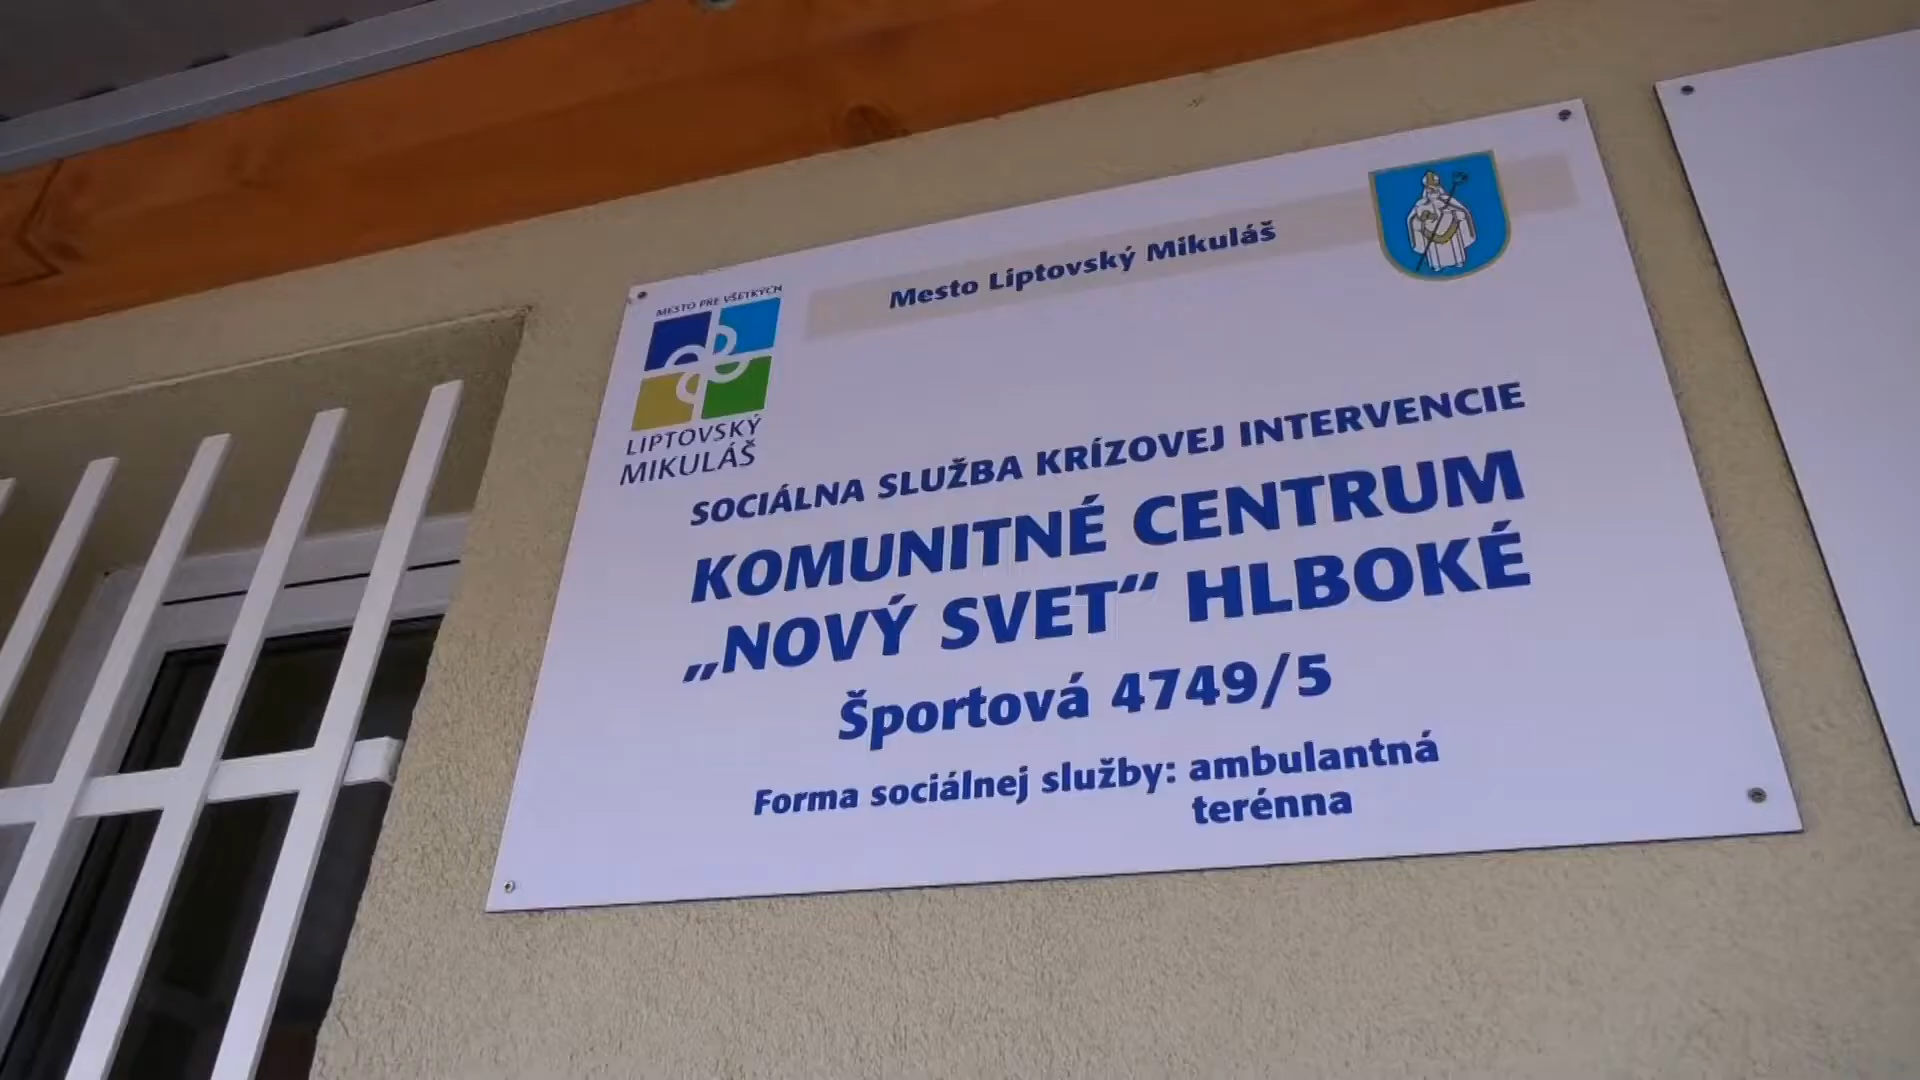 MESTO PRE VŠETKÝCH
LIPTOVSKÝ
MIKULÁŠ
Mesto Liptovský Mikuláš
SOCIÁLNA SLUŽBA KRÍZOVEJ INTERVENCIE
KOMUNITNÉ CENTRUM
„NOVÝ SVET“ HLBOKÉ
Športová 4749/5
Forma sociálnej služby: ambulantná
terénna